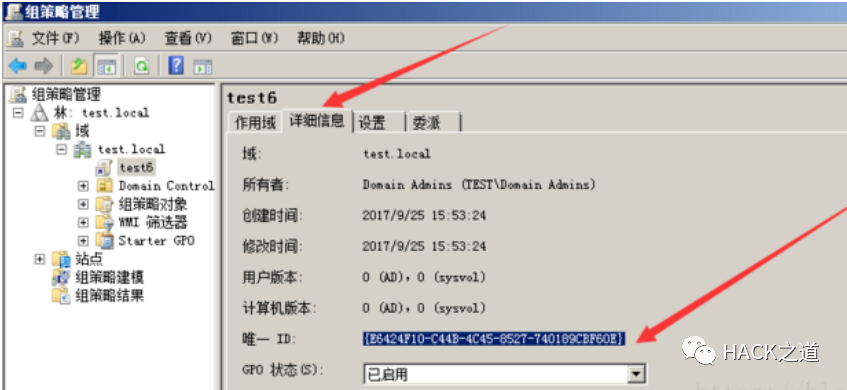 组策略管理
文件(F) 操作(A) 查看(V) 窗口(W) 帮助(H)
组策略管理
林: test.local
域
test.local
test6
Domain Control
组策略对象
WMI 筛选器
Starter GPO
站点
组策略建模
组策略结果
test6
作用域 详细信息 设置 委派
域: test.local
所有者: Domain Admins (TEST\Domain Admins)
创建时间: 2017/9/25 15:53:24
修改时间: 2017/9/25 15:53:24
用户版本: 0 (AD), 0 (sysvol)
计算机版本: 0 (AD), 0 (sysvol)
唯一 ID: {E6424F10-C44B-4C45-8527-740189CBF60E}
GPO 状态(S): 已启用
HACK之道